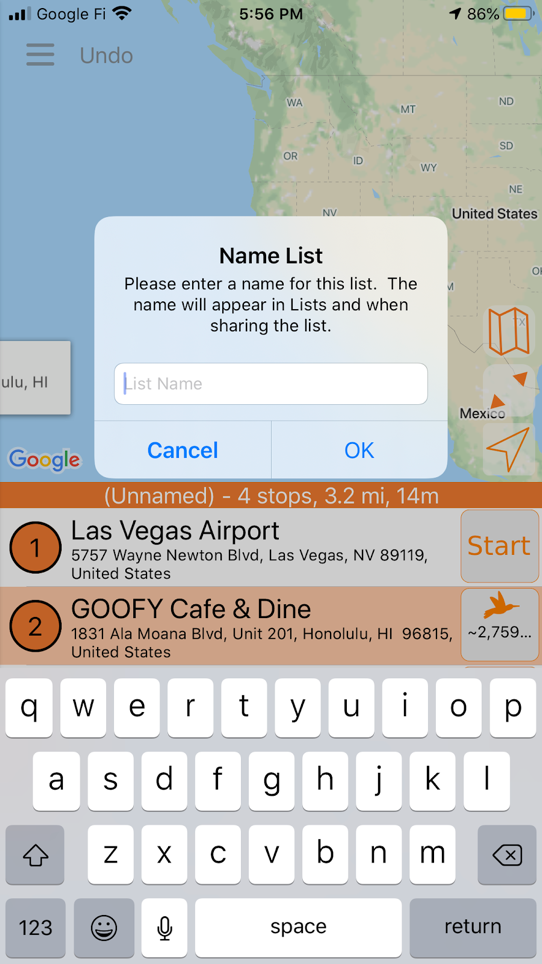 Google Fi 5:56 PM 86%
Undo
WA
MT
ND
OR
ID
SD
WY
NE
NV
United States
Name List
Please enter a name for this list. The
name will appear in Lists and when
sharing the list.
TX
ulu, HI
List Name
Mexico
Google
Cancel OK
(Unnamed) - 4 stops, 3.2 mi, 14m
1 Las Vegas Airport
5757 Wayne Newton Blvd, Las Vegas, NV 89119,
United States
Start
2 GOOFY Cafe & Dine
1831 Ala Moana Blvd, Unit 201, Honolulu, HI 96815,
United States
~2,759...
q w e r t y u i o p
a s d f g h j k l
z x c v b n m
123 space return